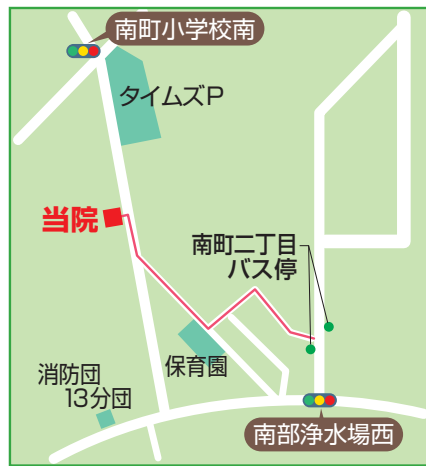 南町小学校南
タイムズP
当院
南町二丁目
バス停
保育園
消防団
13分団
南部浄水場西